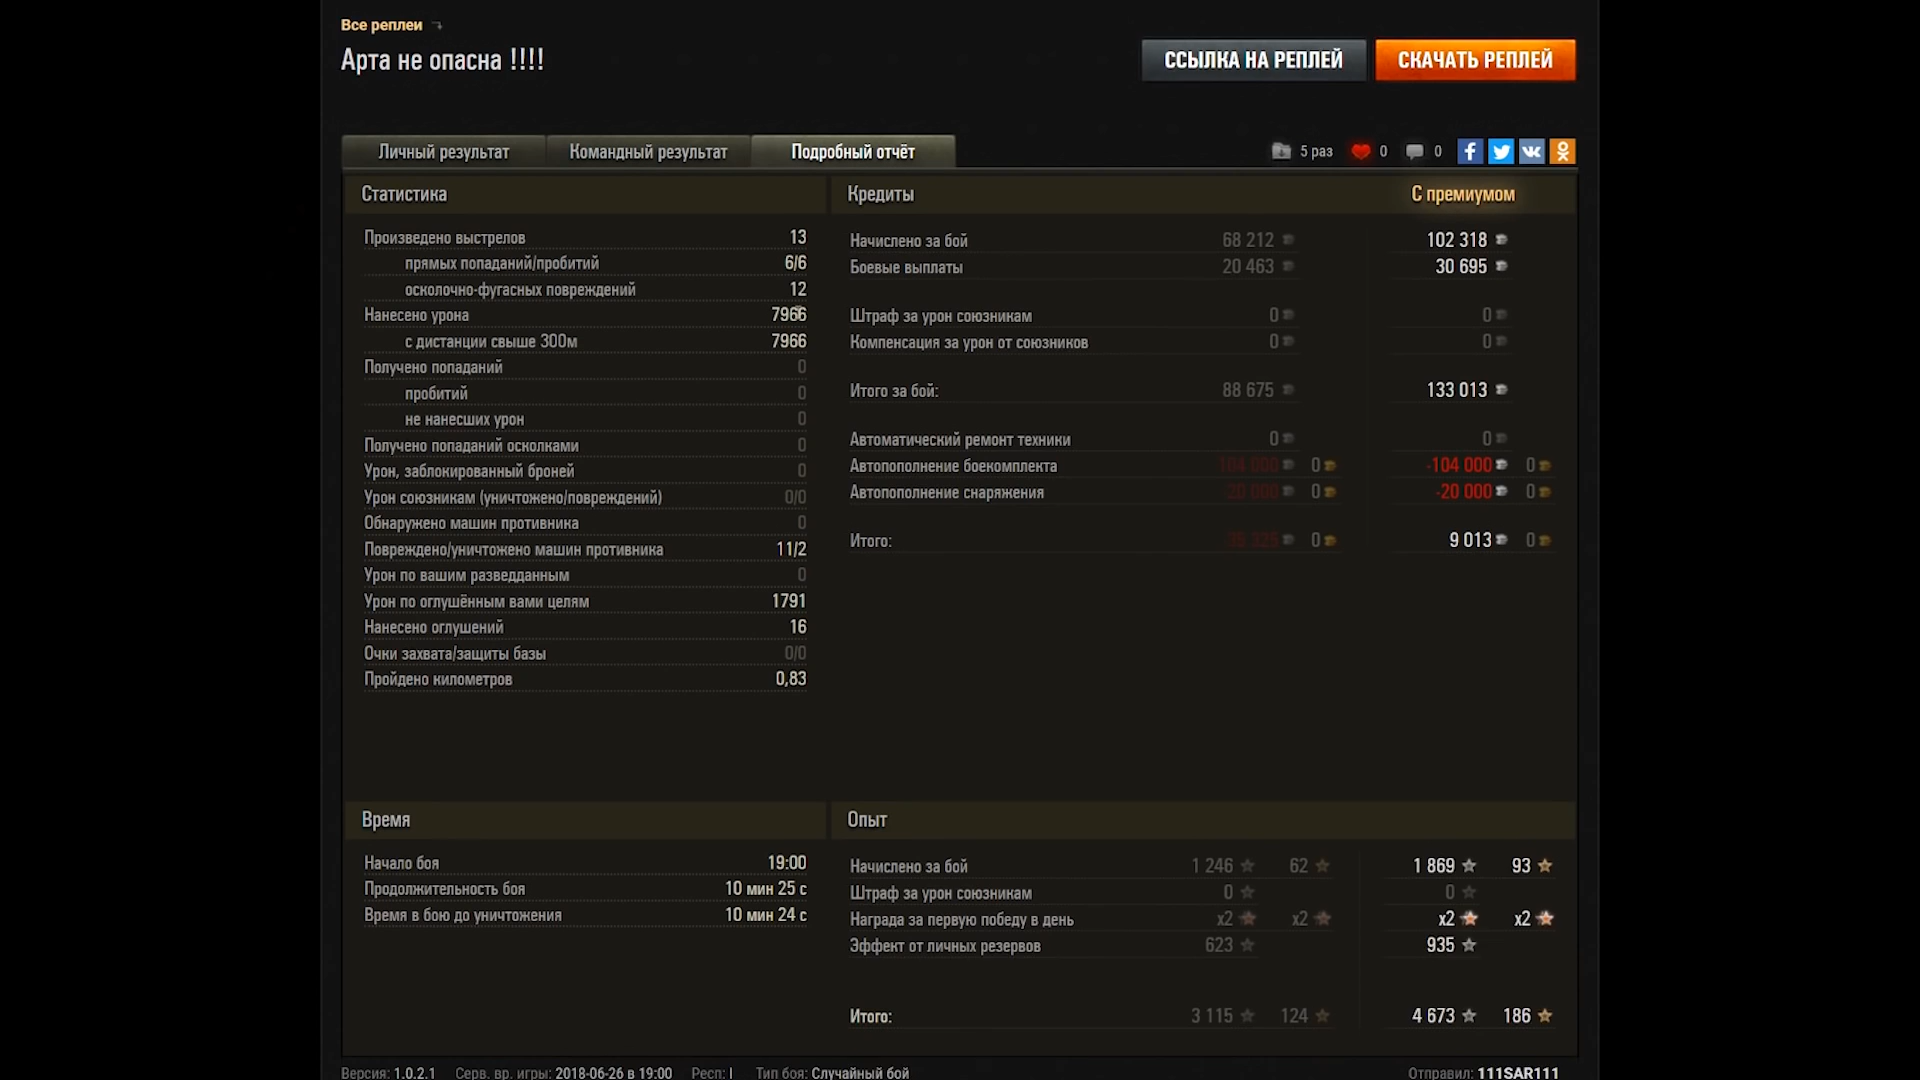 Все реплеи
Арта не опасна !!!!
ССЫЛКА НА РЕПЛЕЙ
СКАЧАТЬ РЕПЛЕЙ
Личный результат
Командный результат
Подробный отчёт
5 раз
0
0
Статистика
Произведено выстрелов 13
прямых попаданий/пробитий 6/6
осколочно-фугасных повреждений 12
Нанесено урона 7966
с дистанции свыше 300м 7966
Получено попаданий 0
пробитий 0
не нанесших урон 0
Получено попаданий осколками 0
Урон, заблокированный броней 0
Урон союзникам (уничтожено/повреждений) 0/0
Обнаружено машин противника 0
Повреждено/уничтожено машин противника 11/2
Урон по вашим разведданным 0
Урон по оглушённым вами целям 1791
Нанесено оглушений 16
Очки захвата/защиты базы 0/0
Пройдено километров 0,83
Кредиты С премиумом
Начислено за бой 68 212 102 318
Боевые выплаты 20 463 30 695
Штраф за урон союзникам 0 0
Компенсация за урон от союзников 0 0
Итого за бой: 88 675 133 013
Автоматический ремонт техники 0 0
Автопополнение боекомплекта -104 000 0 -104 000 0
Автопополнение снаряжения -20 000 0 -20 000 0
Итого: 0 9 013 0
Время
Начало боя 19:00
Продолжительность боя 10 мин 25 с
Время в бою до уничтожения 10 мин 24 с
Опыт
Начислено за бой 1 246 62 1 869 93
Штраф за урон союзникам 0 0
Награда за первую победу в день x2 x2 x2 x2
Эффект от личных резервов 623 935
Итого: 3 115 124 4 673 186
Версия: 1.0.2.1 Серв. вр. игры: 2018-06-26 в 19:00 Респ: I Тип боя: Случайный бой
Отправил: 111SAR111